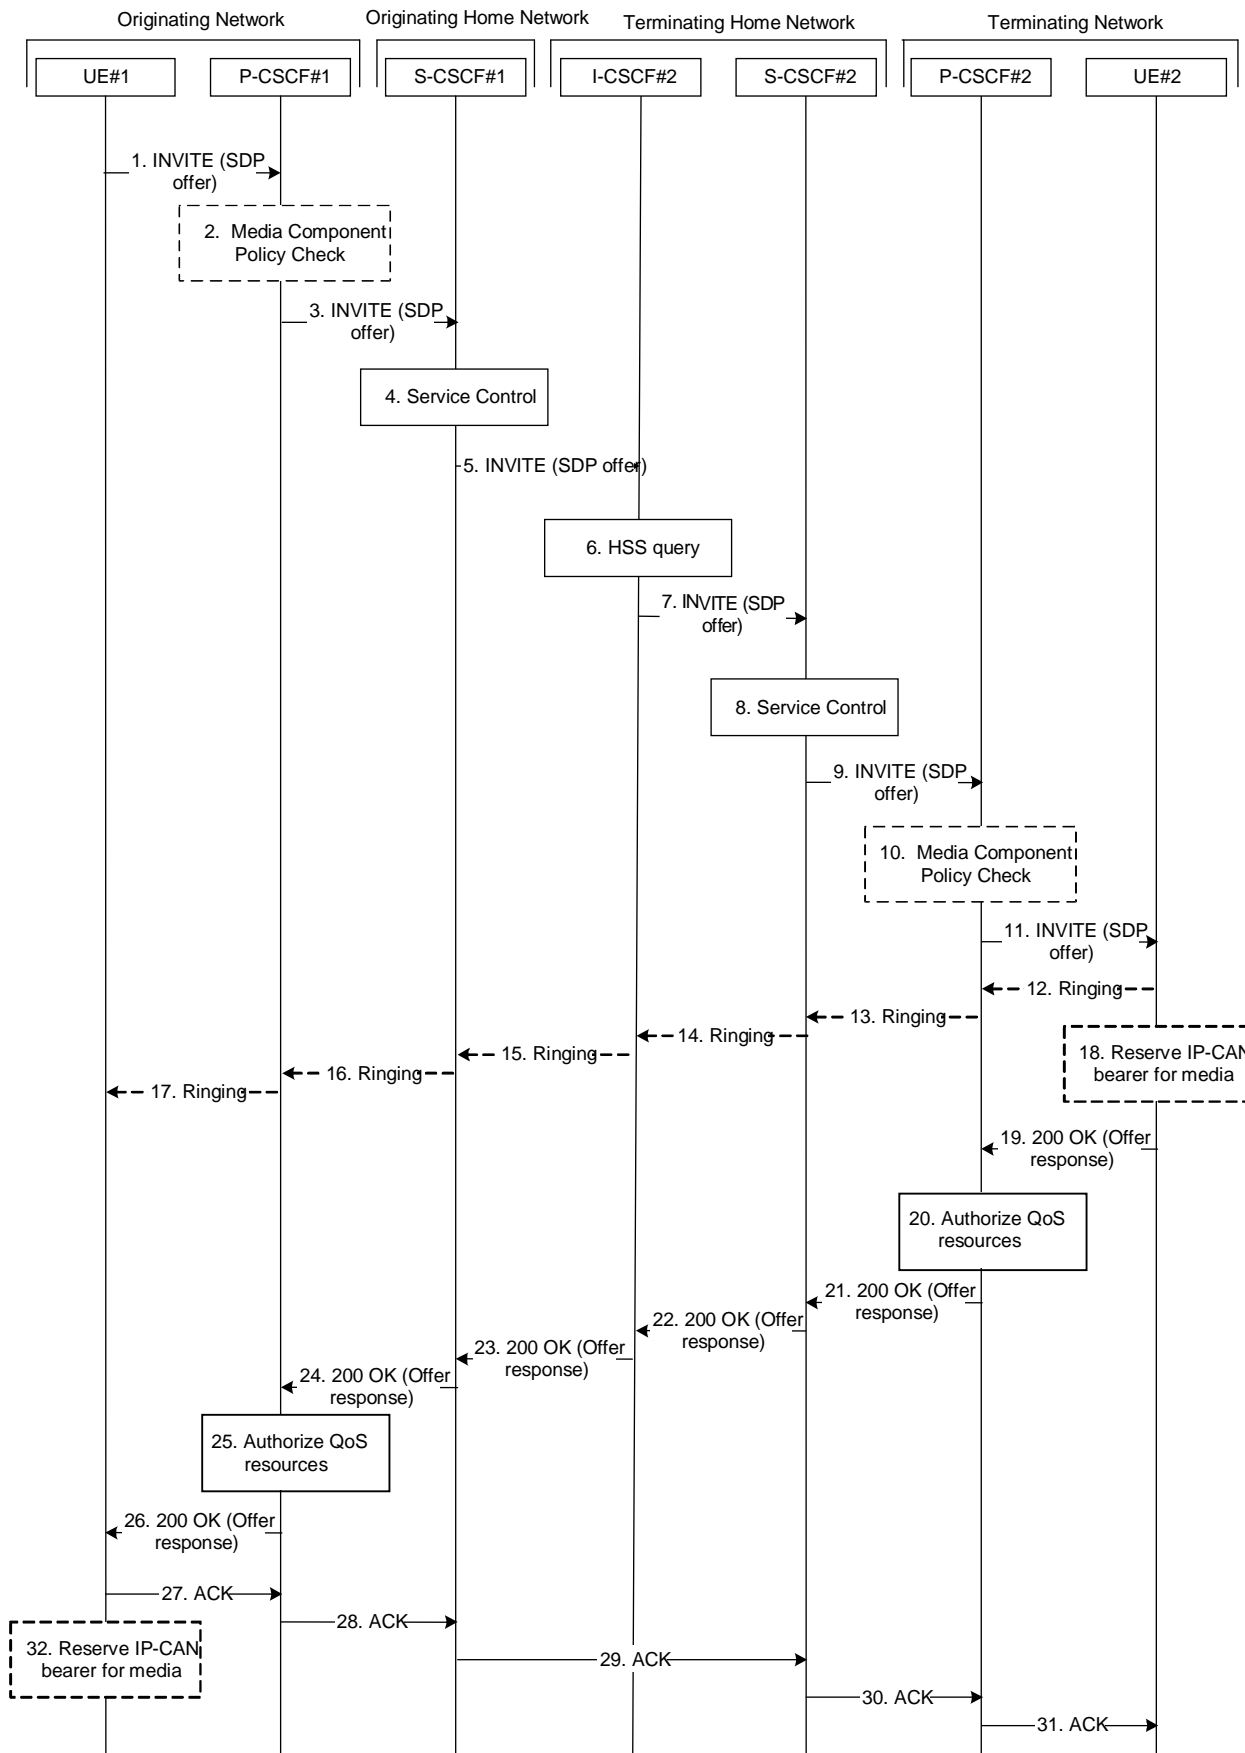 Originating Network
Originating Home Network
Terminating Home Network
Terminating Network
UE#1
P-CSCF#1
S-CSCF#1
I-CSCF#2
S-CSCF#2
P-CSCF#2
UE#2
1. INVITE (SDP
offer)
2. Media Component
Policy Check
3. INVITE (SDP
offer)
4. Service Control
5. INVITE (SDP offer)
6. HSS query
7. INVITE (SDP
offer)
8. Service Control
9. INVITE (SDP
offer)
10. Media Component
Policy Check
11. INVITE (SDP
offer)
12. Ringing
13. Ringing
14. Ringing
15. Ringing
16. Ringing
17. Ringing
18. Reserve IP-CAN
bearer for media
19. 200 OK (Offer
response)
20. Authorize QoS
resources
21. 200 OK (Offer
response)
22. 200 OK (Offer
response)
23. 200 OK (Offer
response)
24. 200 OK (Offer
response)
25. Authorize QoS
resources
26. 200 OK (Offer
response)
27. ACK
28. ACK
32. Reserve IP-CAN
bearer for media
29. ACK
30. ACK
31. ACK